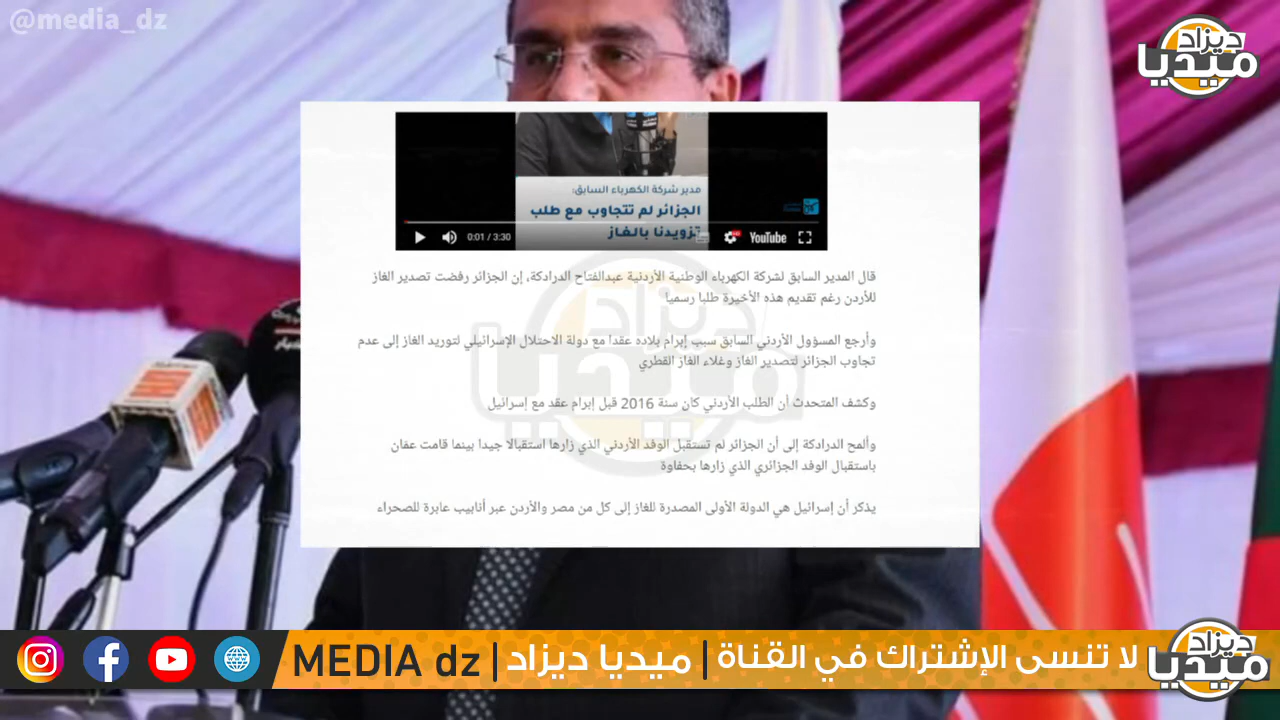 @media_dz
ديزاد
ميديا
مدير شركة الكهرباء السابق:
الجزائر لم تتجاوب مع طلب
تزويدنا بالغاز
0:01 / 3:30
YouTube
قال المدير السابق لشركة الكهرباء الوطنية الأردنية عبدالفتاح الدرادكة، إن الجزائر رفضت تصدير الغاز
للأردن رغم تقديم هذه الأخيرة طلبا رسميا
وأرجع المسؤول الأردني السابق سبب إبرام بلاده عقدا مع دولة الاحتلال الإسرائيلي لتوريد الغاز إلى عدم
تجاوب الجزائر لتصدير الغاز وغلاء الغاز القطري
وكشف المتحدث أن الطلب الأردني كان سنة 2016 قبل إبرام عقد مع إسرائيل
وألمح الدرادكة إلى أن الجزائر لم تستقبل الوفد الأردني الذي زارها استقبالا جيدا بينما قامت عمان
باستقبال الوفد الجزائري الذي زارها بحفاوة
يذكر أن إسرائيل هي الدولة الأولى المصدرة للغاز إلى كل من مصر والأردن عبر أنابيب عابرة للصحراء
ديزاد
ميديا
لا تنسى الإشتراك في القناة | ميديا ديزاد | MEDIA dz
ديزاد
ميديا